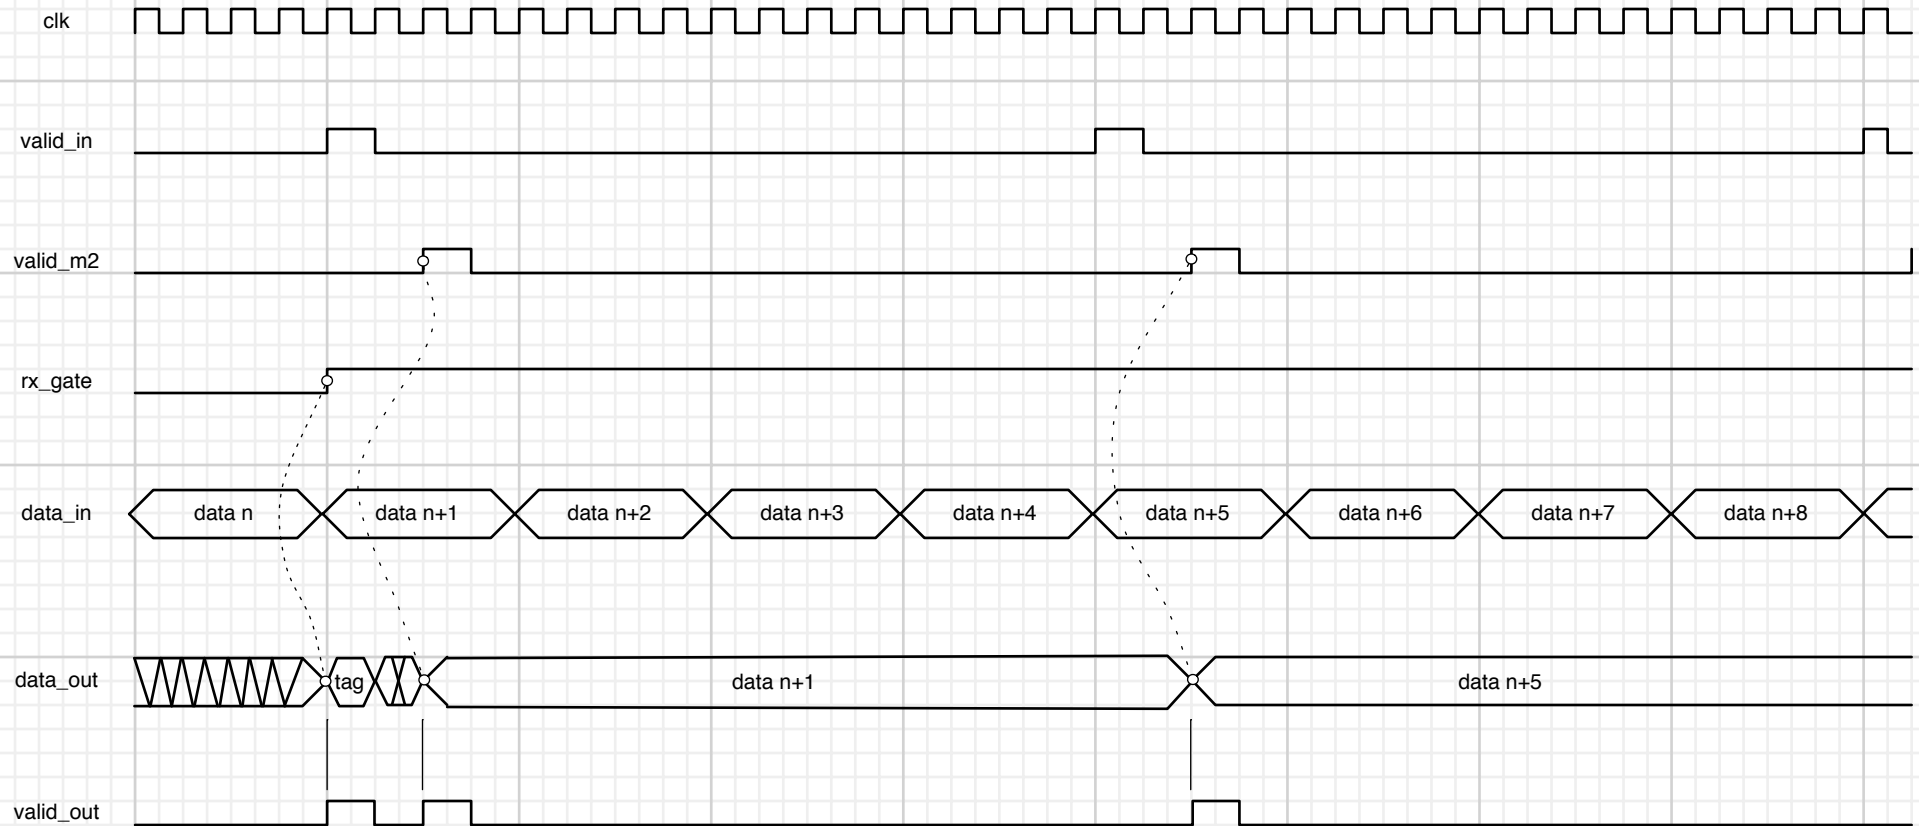 clk
valid_in
valid_m2
rx_gate
data_in data n data n+1 data n+2 data n+3 data n+4 data n+5 data n+6 data n+7 data n+8
data_out tag data n+1 data n+5
valid_out